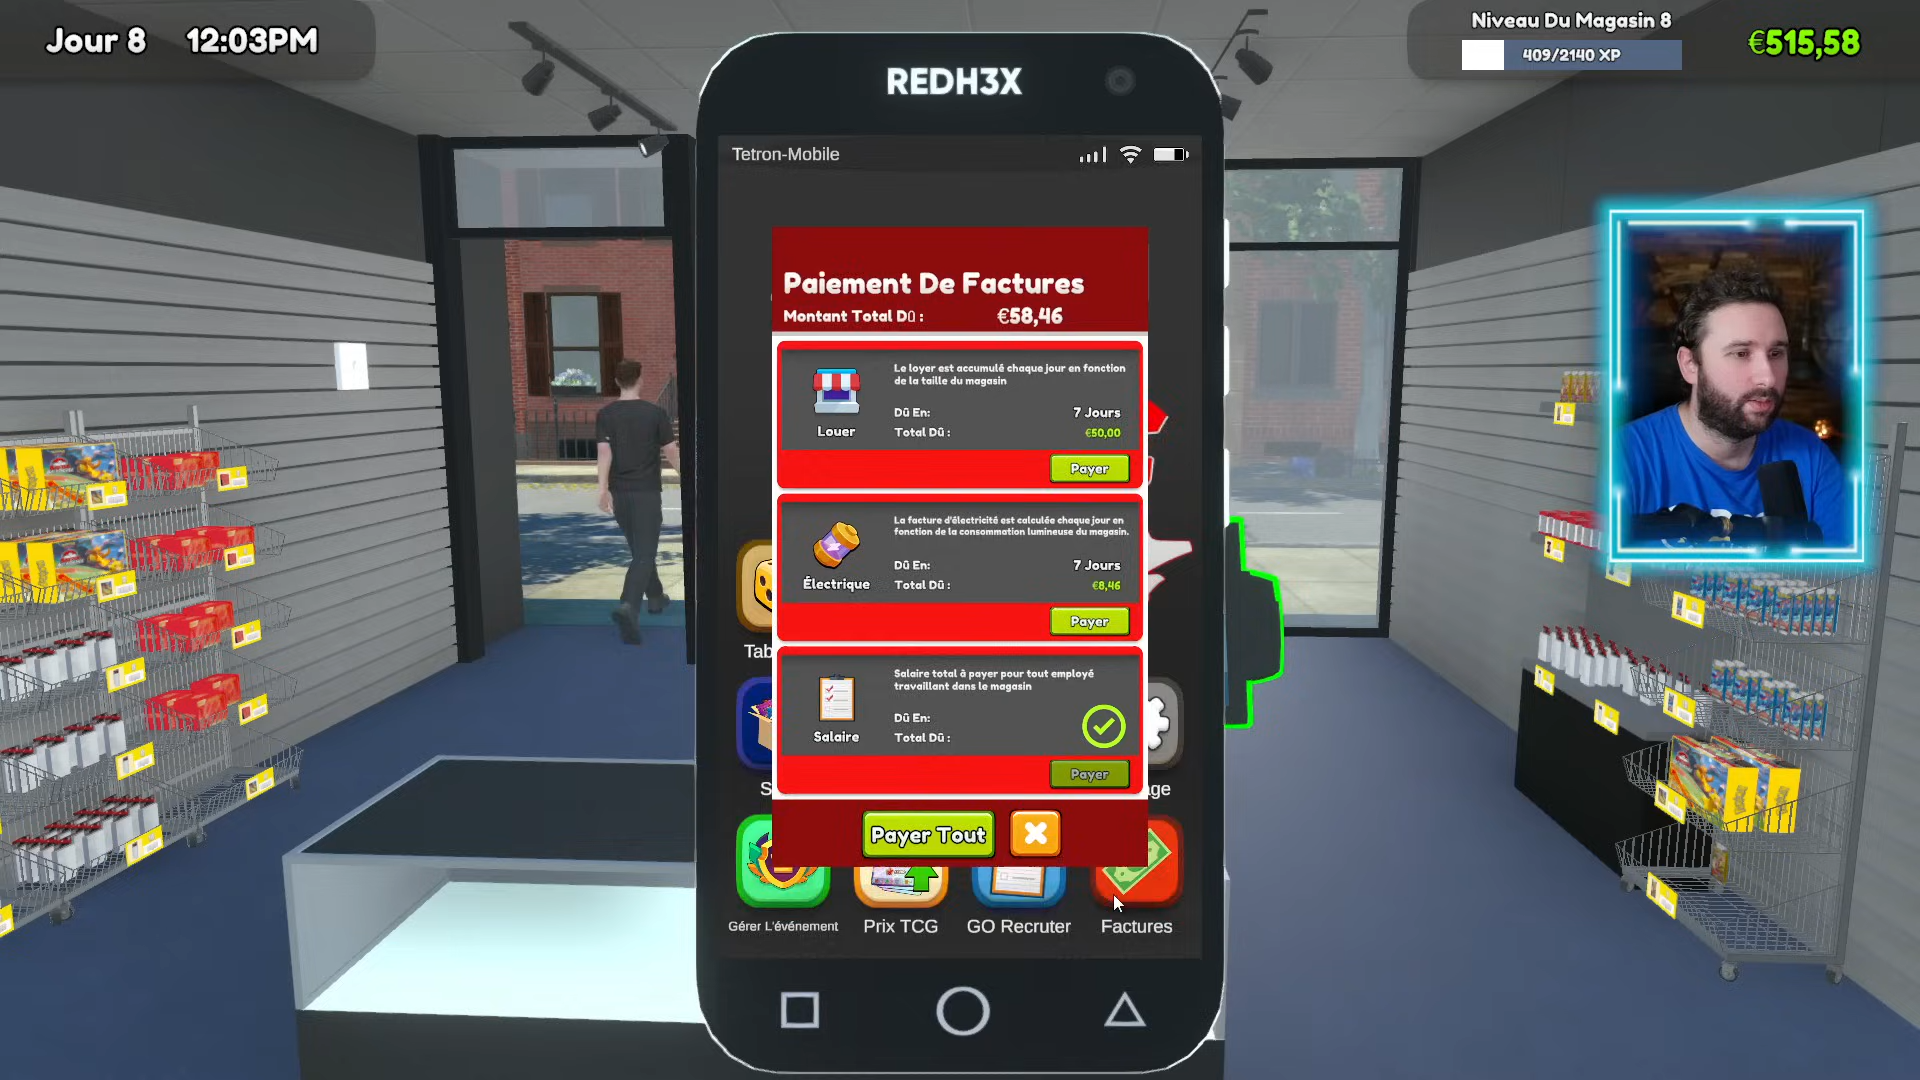 Jour 8 12:03PM
Niveau Du Magasin 8
409/2140 XP
€515,58
REDH3X
Tetron-Mobile
Paiement De Factures
Montant Total Dû : €58,46
Le loyer est accumulé chaque jour en fonction
de la taille du magasin
Dû En: 7 Jours
Total Dû : €50,00
Louer
Payer
La facture d'électricité est calculée chaque jour en
fonction de la consommation lumineuse du magasin.
Dû En: 7 Jours
Total Dû : €8,46
Électrique
Payer
Salaire total à payer pour tout employé
travaillant dans le magasin
Dû En:
Total Dû :
Salaire
Payer
Payer Tout
Tab
S
ge
Gérer L'événement
Prix TCG
GO Recruter
Factures